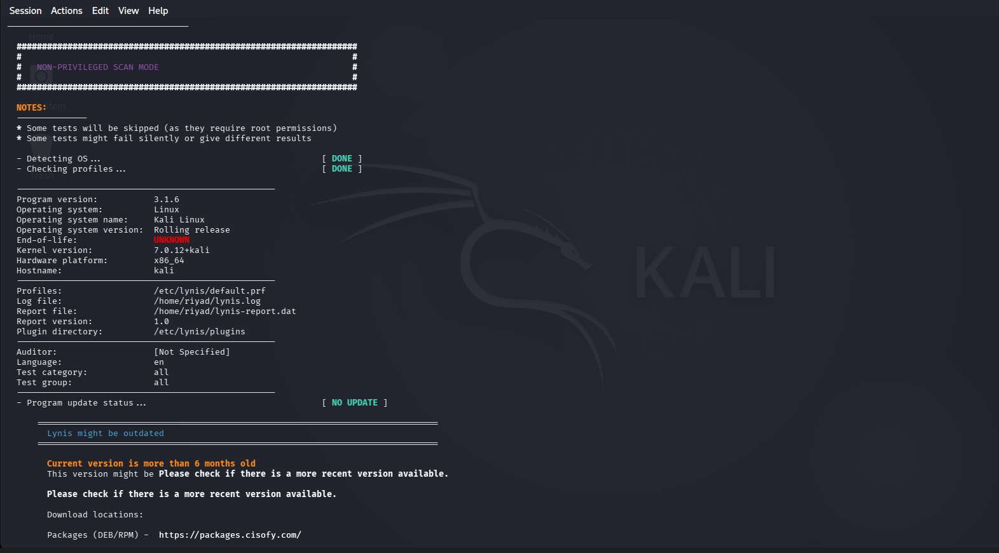 Session Actions Edit View Help
Home
###################################################################
# #
# NON-PRIVILEGED SCAN MODE #
# #
###################################################################
NOTES:
--------------
* Some tests will be skipped (as they require root permissions)
* Some tests might fail silently or give different results
- Detecting OS... [ DONE ]
- Checking profiles... [ DONE ]
Trash
---------------------------------------------------
Program version: 3.1.6
Operating system: Linux
Operating system name: Kali Linux
Operating system version: Rolling release
End-of-life: UNKNOWN
Kernel version: 7.0.12+kali
Hardware platform: x86_64
Hostname: kali
---------------------------------------------------
Profiles: /etc/lynis/default.prf
Log file: /home/riyad/lynis.log
Report file: /home/riyad/lynis-report.dat
Report version: 1.0
Plugin directory: /etc/lynis/plugins
---------------------------------------------------
Auditor: [Not Specified]
Language: en
Test category: all
Test group: all
---------------------------------------------------
- Program update status... [ NO UPDATE ]
===============================================================================
Lynis might be outdated
===============================================================================
Current version is more than 6 months old
This version might be Please check if there is a more recent version available.
Please check if there is a more recent version available.
Download locations:
Packages (DEB/RPM) - https://packages.cisofy.com/
KALI